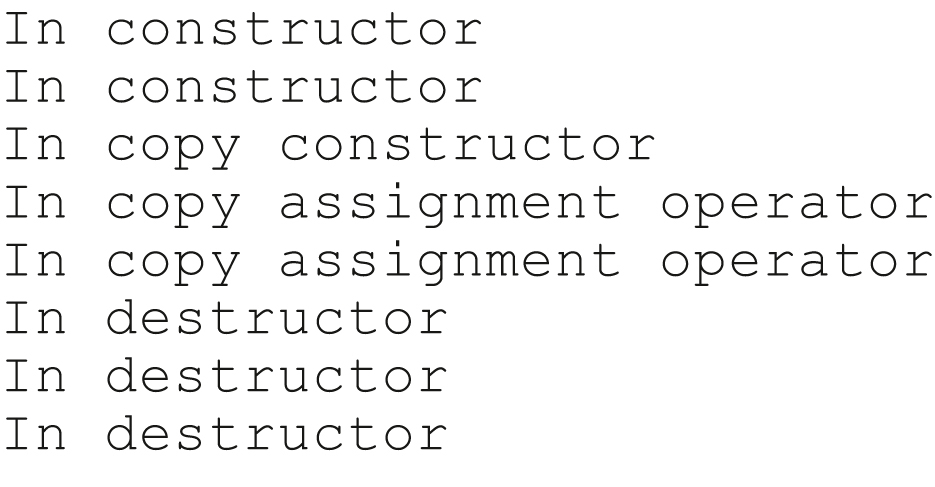 In constructor
In constructor
In copy constructor
In copy assignment operator
In copy assignment operator
In destructor
In destructor
In destructor